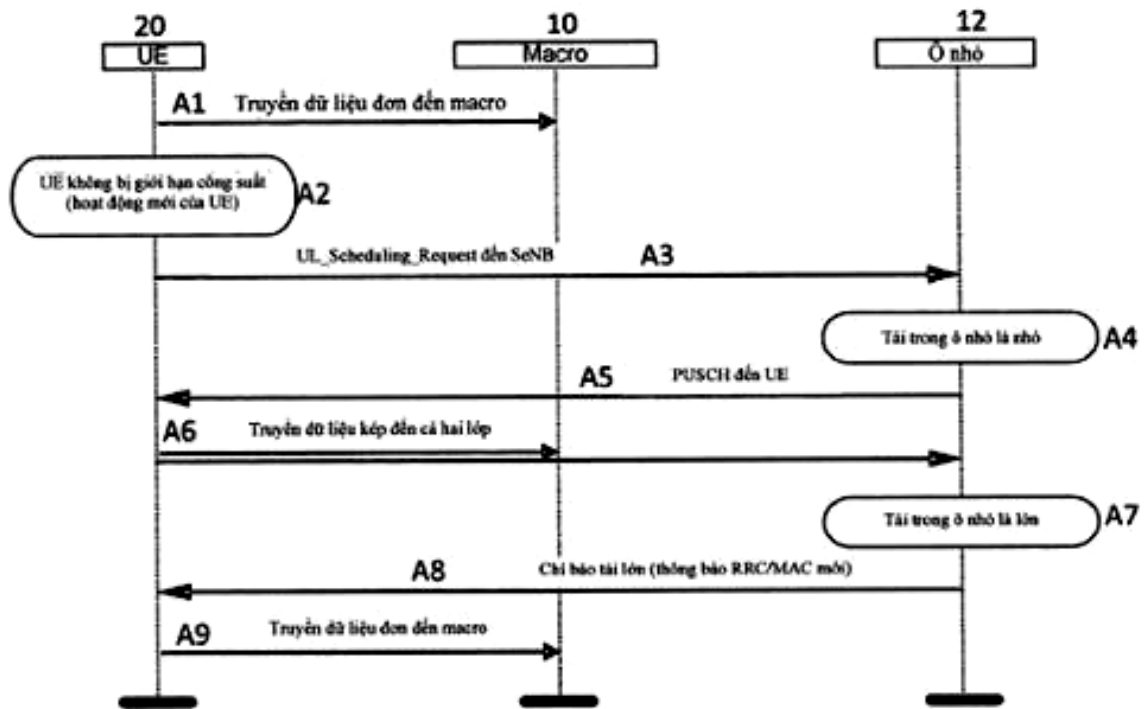 20 10 12
UE Macro Ô nhỏ
A1 Truyền dữ liệu đơn đến macro
UE không bị giới hạn công suất
(hoạt động mới của UE)
A2
UL_Scheduling_Request đến SeNB A3
Tải trong ô nhỏ là nhỏ A4
A5 PUSCH đến UE
A6 Truyền dữ liệu kép đến cả hai lớp
Tải trong ô nhỏ là lớn A7
A8 Chỉ báo tải lớn (thông báo RRC/MAC mới)
A9 Truyền dữ liệu đơn đến macro